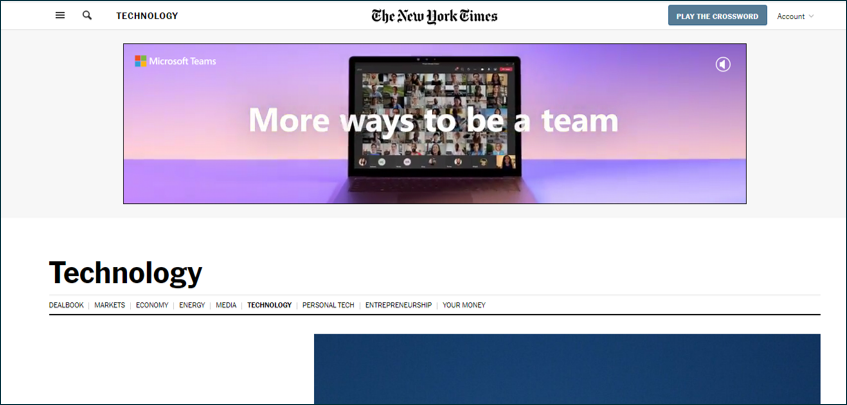 TECHNOLOGY
The New York Times
PLAY THE CROSSWORD
Account
Microsoft Teams
More ways to be a team
Technology
DEALBOOK | MARKETS | ECONOMY | ENERGY | MEDIA | TECHNOLOGY | PERSONAL TECH | ENTREPRENEURSHIP | YOUR MONEY